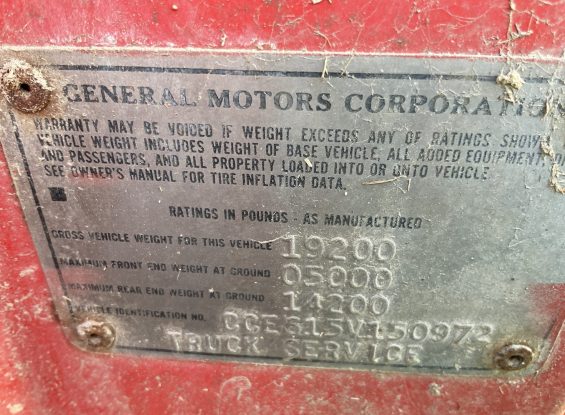 GENERAL MOTORS CORPORATION
WARRANTY MAY BE VOIDED IF WEIGHT EXCEEDS ANY OF RATINGS SHOWN
VEHICLE WEIGHT INCLUDES WEIGHT OF BASE VEHICLE, ALL ADDED EQUIPMENT,
AND PASSENGERS, AND ALL PROPERTY LOADED INTO OR ONTO VEHICLE
SEE OWNER'S MANUAL FOR TIRE INFLATION DATA.
RATINGS IN POUNDS - AS MANUFACTURED
GROSS VEHICLE WEIGHT FOR THIS VEHICLE 19200
MAXIMUM FRONT END WEIGHT AT GROUND 05000
MAXIMUM REAR END WEIGHT AT GROUND 14200
VEHICLE IDENTIFICATION NO. CCE615V150972
TRUCK SERVICE